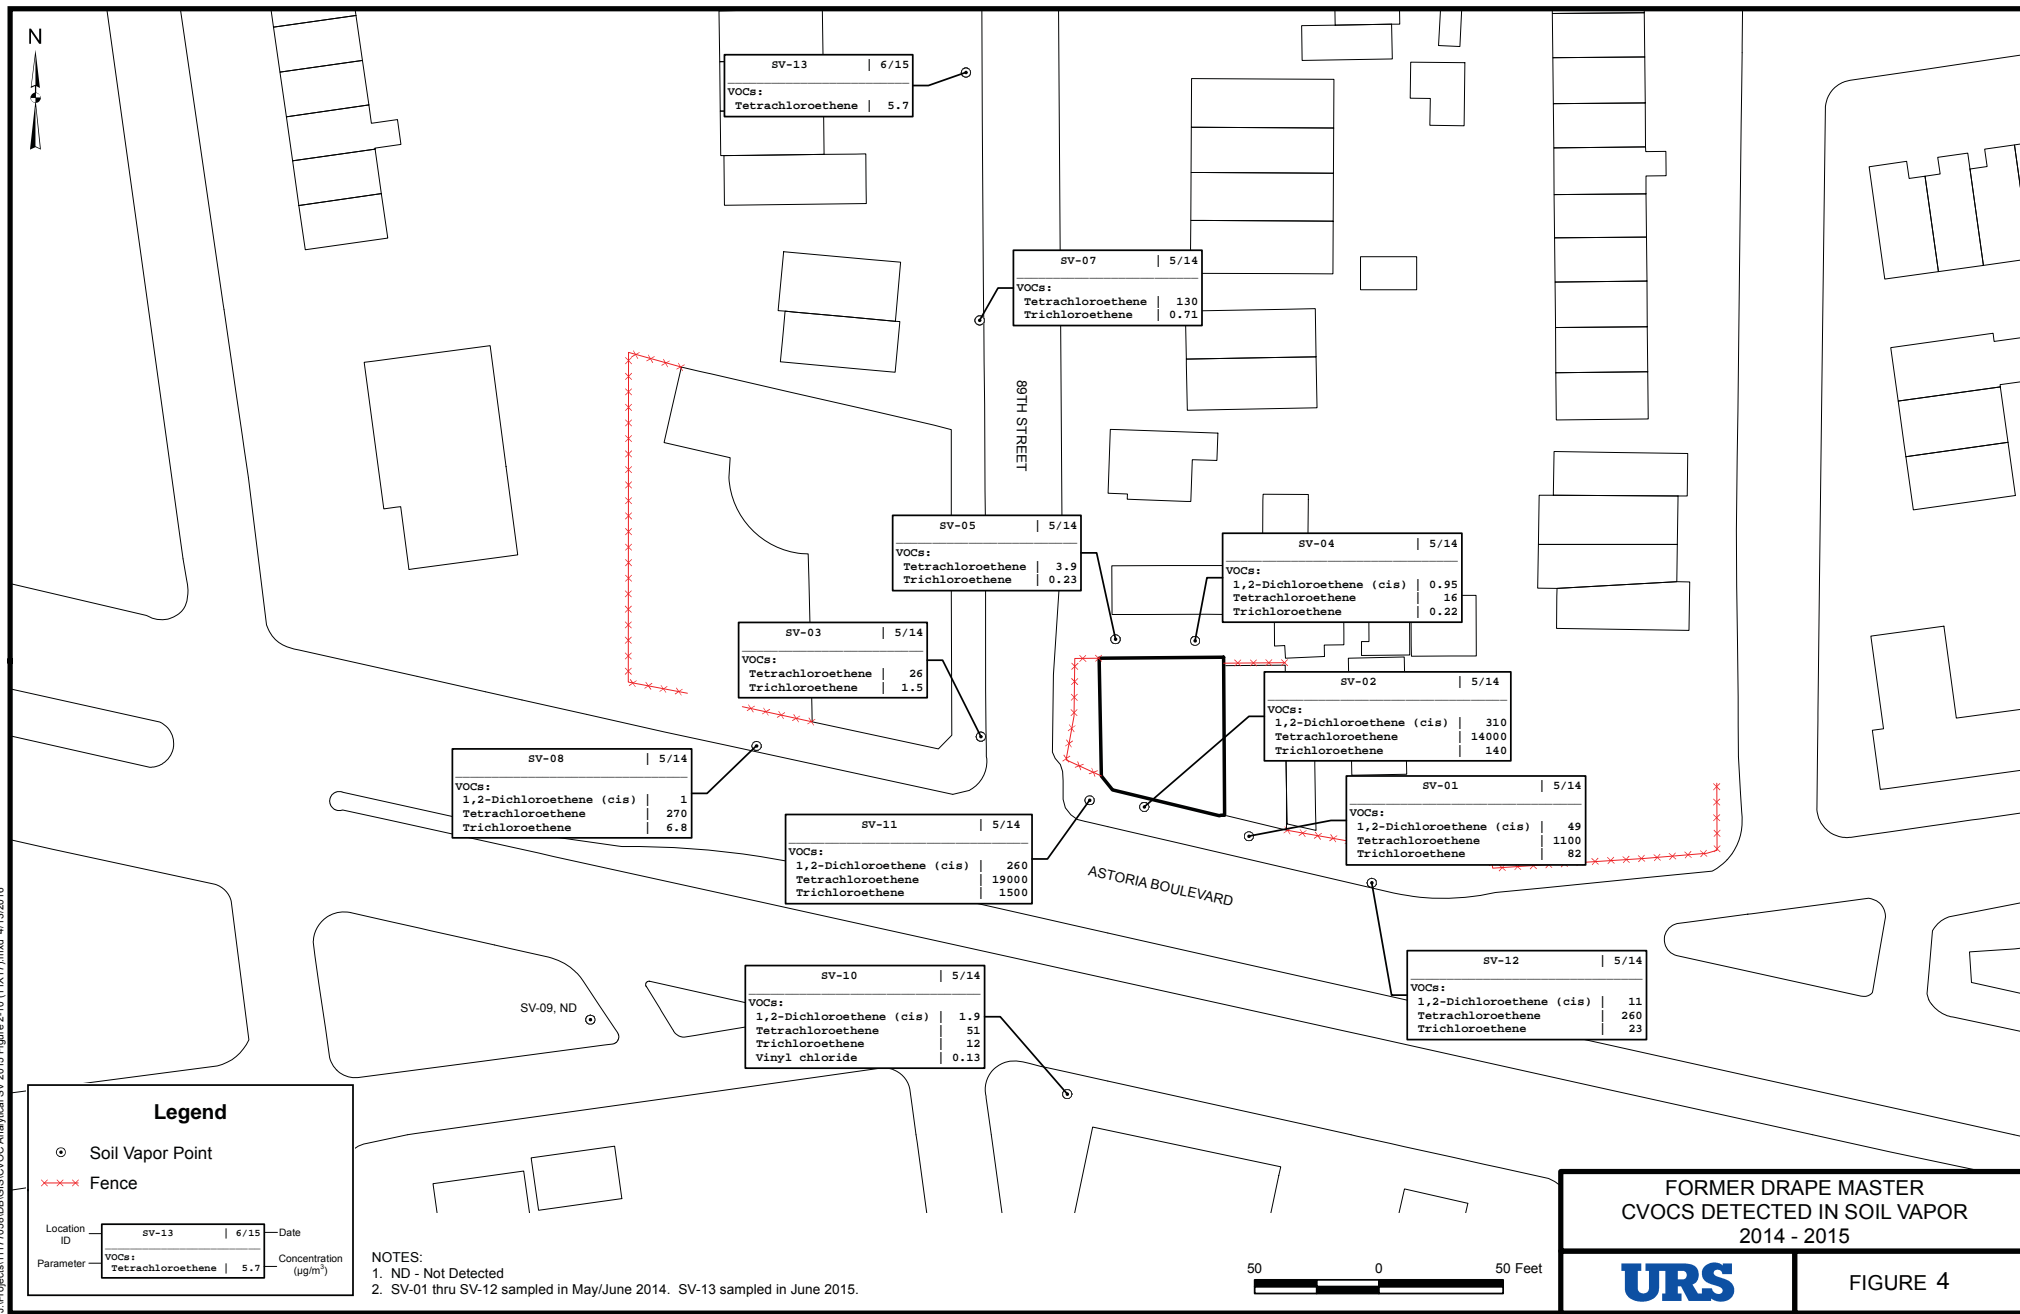 N
SV-13 | 6/15
VOCs:
Tetrachloroethene | 5.7
SV-07 | 5/14
VOCs:
Tetrachloroethene | 130
Trichloroethene | 0.71
89TH STREET
SV-05 | 5/14
VOCs:
Tetrachloroethene | 3.9
Trichloroethene | 0.23
SV-04 | 5/14
VOCs:
1,2-Dichloroethene (cis) | 0.95
Tetrachloroethene | 16
Trichloroethene | 0.22
SV-03 | 5/14
VOCs:
Tetrachloroethene | 26
Trichloroethene | 1.5
SV-02 | 5/14
VOCs:
1,2-Dichloroethene (cis) | 310
Tetrachloroethene | 14000
Trichloroethene | 140
SV-08 | 5/14
VOCs:
1,2-Dichloroethene (cis) | 1
Tetrachloroethene | 270
Trichloroethene | 6.8
SV-01 | 5/14
VOCs:
1,2-Dichloroethene (cis) | 49
Tetrachloroethene | 1100
Trichloroethene | 82
SV-11 | 5/14
VOCs:
1,2-Dichloroethene (cis) | 260
Tetrachloroethene | 19000
Trichloroethene | 1500
ASTORIA BOULEVARD
SV-12 | 5/14
VOCs:
1,2-Dichloroethene (cis) | 11
Tetrachloroethene | 260
Trichloroethene | 23
SV-10 | 5/14
VOCs:
1,2-Dichloroethene (cis) | 1.9
Tetrachloroethene | 51
Trichloroethene | 12
Vinyl chloride | 0.13
SV-09, ND
Legend
Soil Vapor Point
Fence
Location ID
SV-13 | 6/15
Date
Parameter
VOCs:
Tetrachloroethene | 5.7
Concentration
(µg/m³)
NOTES:
1. ND - Not Detected
2. SV-01 thru SV-12 sampled in May/June 2014. SV-13 sampled in June 2015.
50 0 50 Feet
FORMER DRAPE MASTER
CVOCS DETECTED IN SOIL VAPOR
2014 - 2015
URS
FIGURE 4